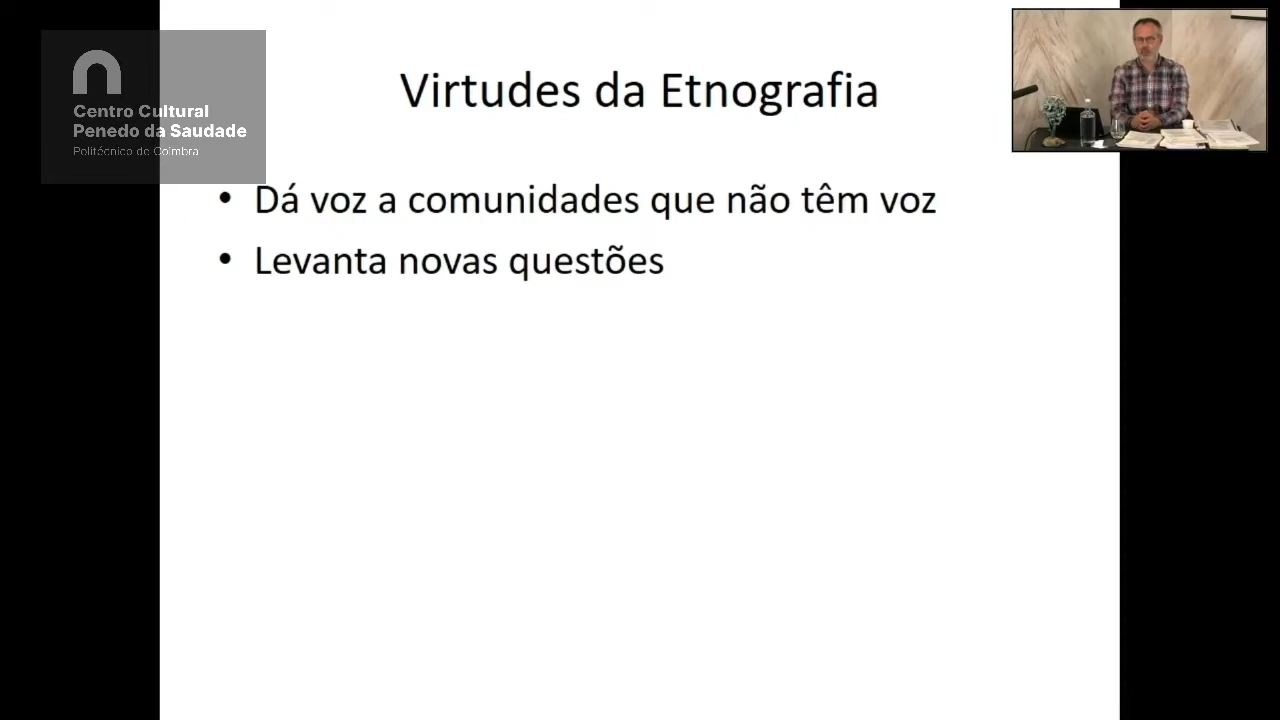 Centro Cultural
Penedo da Saudade
Politécnico de Coimbra
Virtudes da Etnografia
• Dá voz a comunidades que não têm voz
• Levanta novas questões